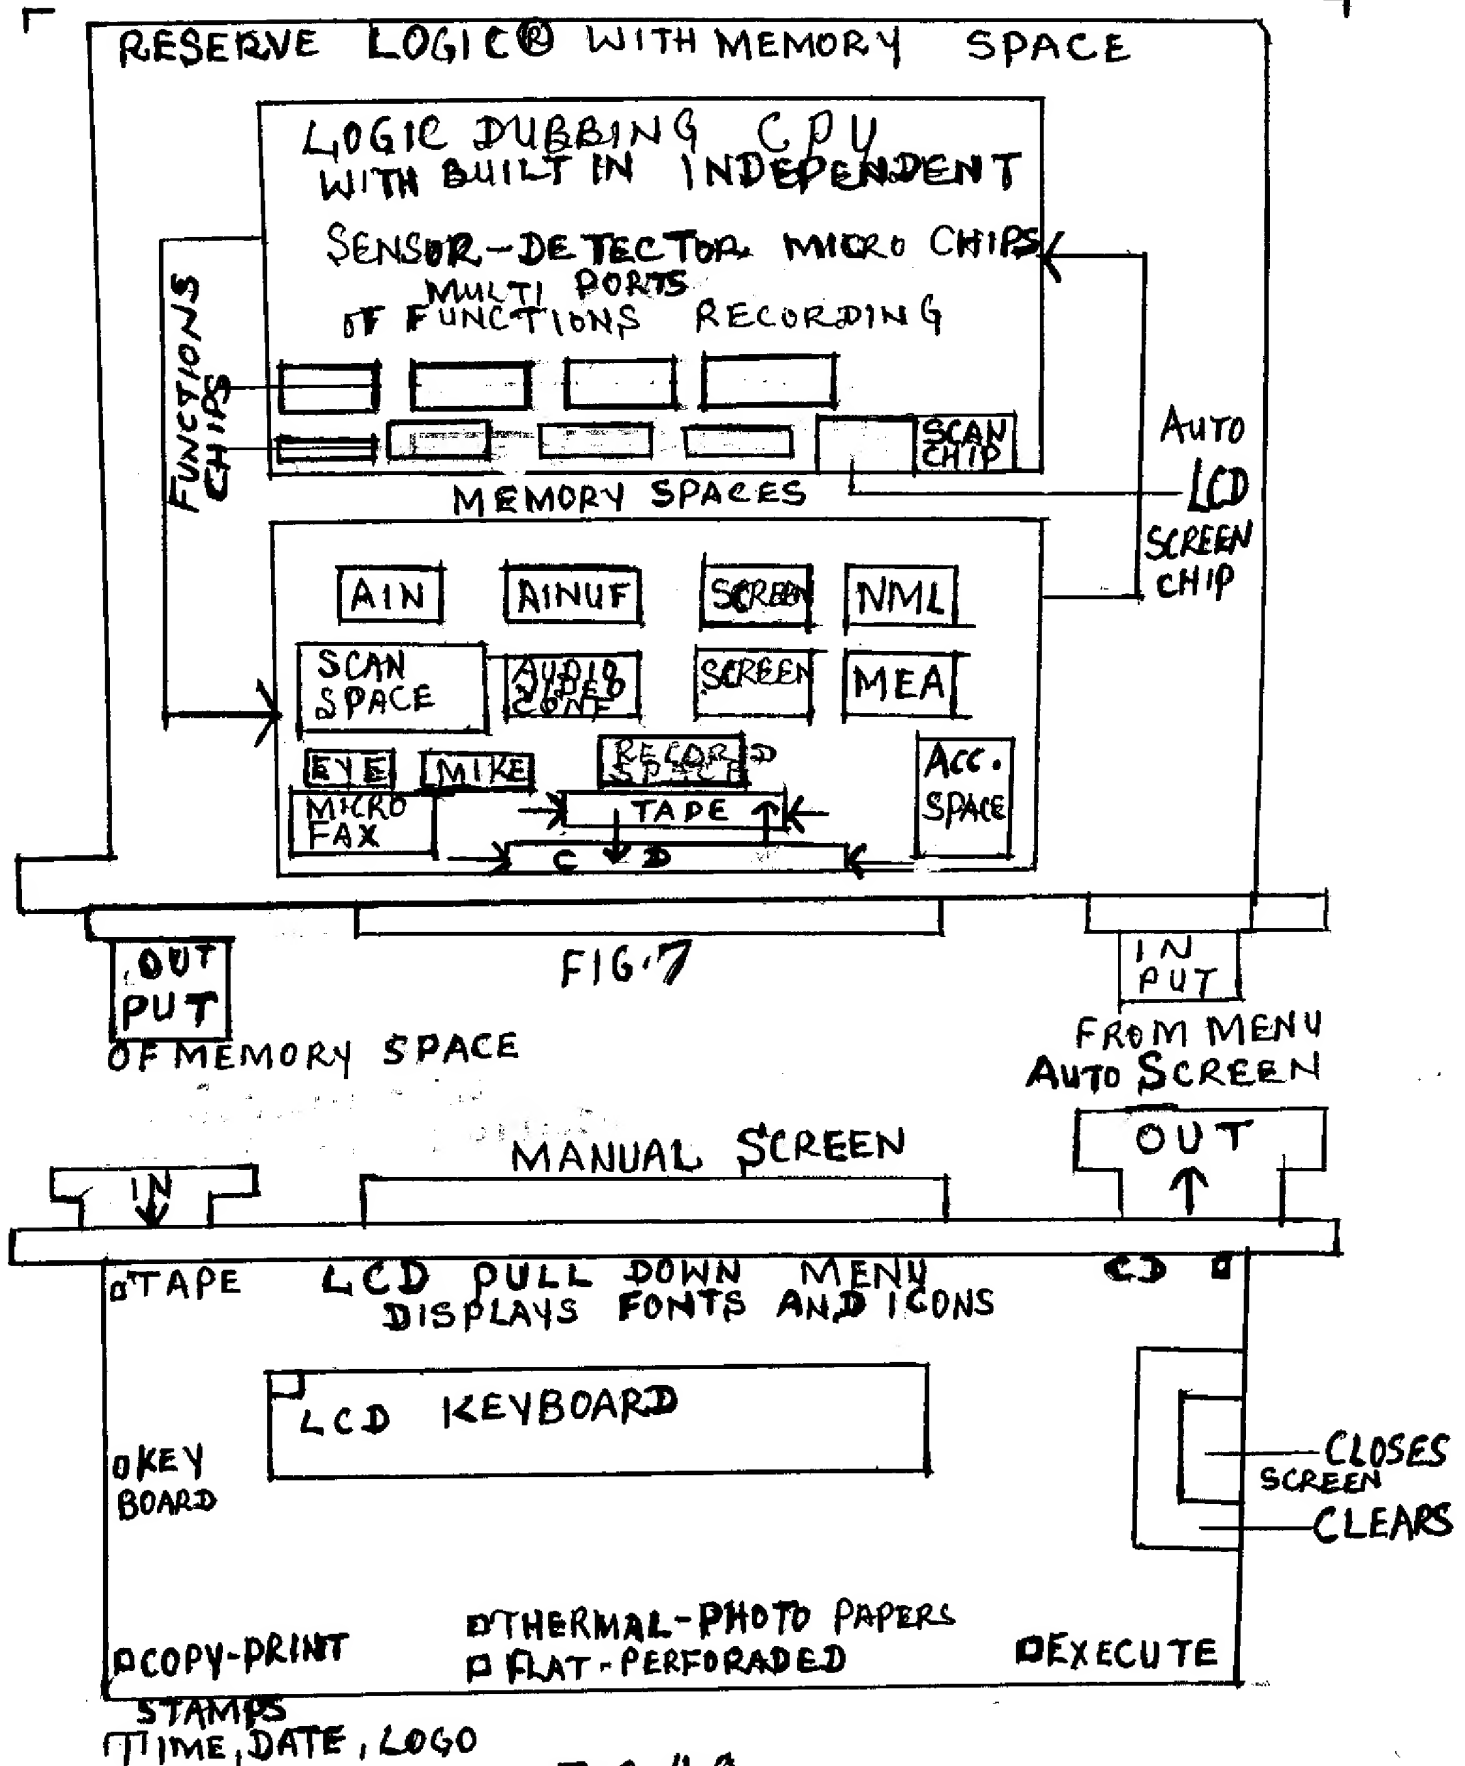 RESERVE LOGIC® WITH MEMORY SPACE
LOGIC DUBBING CPU
WITH BUILT IN INDEPENDENT
SENSOR-DETECTOR MICRO CHIPS
MULTI PORTS
OF FUNCTIONS RECORDING
FUNCTIONS
CHIPS
SCAN
CHIP
AUTO
LCD
SCREEN
CHIP
MEMORY SPACES
AIN
AINUF
SCREEN
NML
SCAN
SPACE
AUDIO
VIDEO
CONF
SCREEN
MEA
EYE
MIKE
RECORD
SPACE
ACC.
SPACE
MICRO
FAX
TAPE
CD
OUT
PUT
OF MEMORY SPACE
FIG.7
IN
PUT
FROM MENU
AUTO SCREEN
MANUAL SCREEN
OUT
IN
TAPE
LCD PULL DOWN MENU
DISPLAYS FONTS AND ICONS
CD
LCD KEYBOARD
KEY
BOARD
CLOSES
SCREEN
CLEARS
THERMAL-PHOTO PAPERS
FLAT-PERFORADED
COPY-PRINT
EXECUTE
STAMPS
TIME, DATE, LOGO